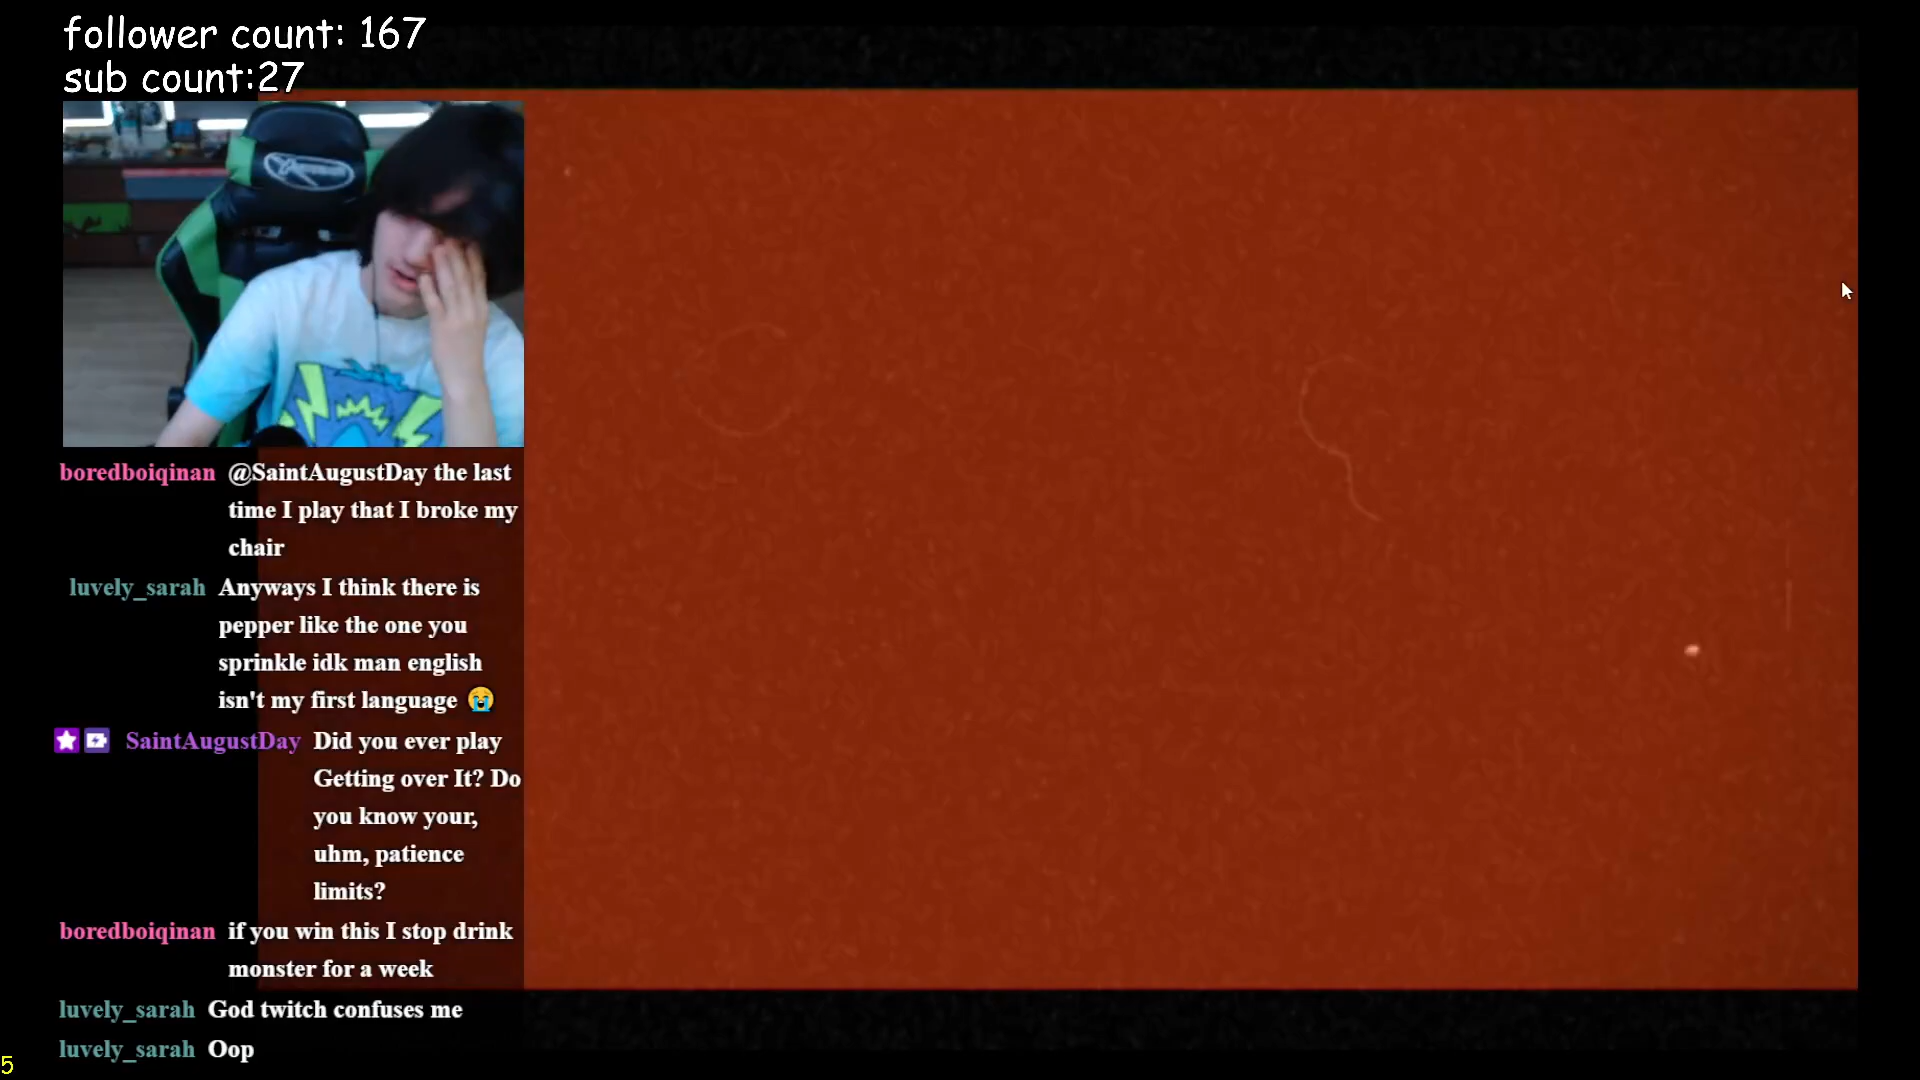 follower count: 167
sub count:27
boredboiqinan @SaintAugustDay the last
time I play that I broke my
chair
luvely_sarah Anyways I think there is
pepper like the one you
sprinkle idk man english
isn't my first language 😭
SaintAugustDay Did you ever play
Getting over It? Do
you know your,
uhm, patience
limits?
boredboiqinan if you win this I stop drink
monster for a week
luvely_sarah God twitch confuses me
luvely_sarah Oop
5